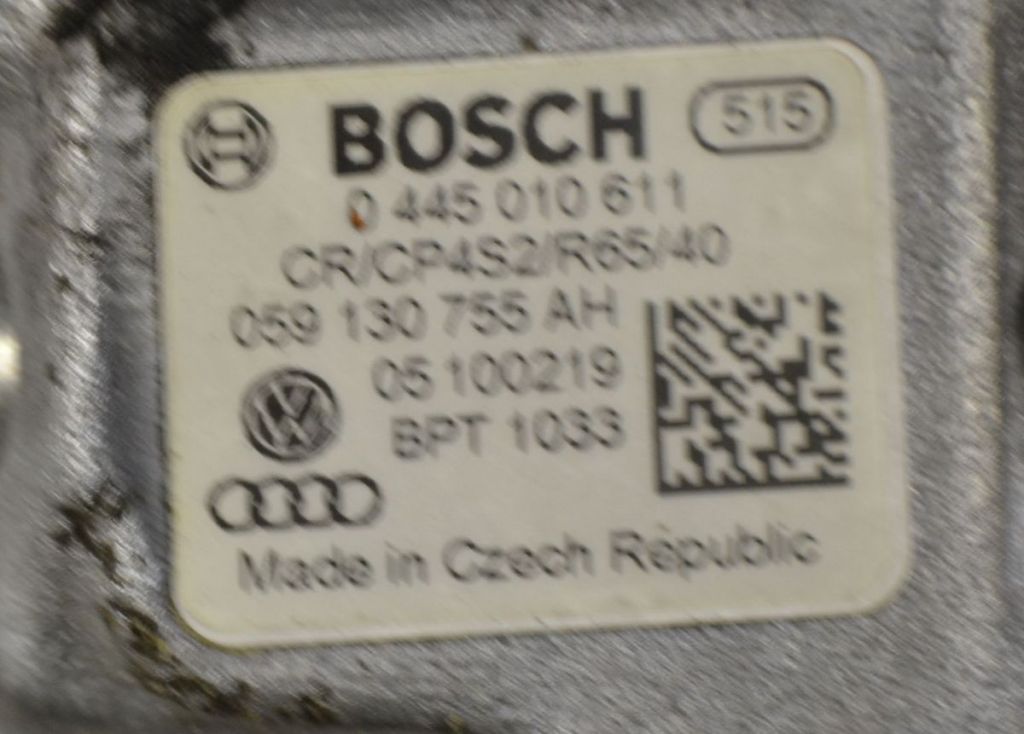 BOSCH 515
0 445 010 611
CR/CP4S2/R65/40
059 130 755 AH
05 100219
BPT 1033
Made in Czech Republic